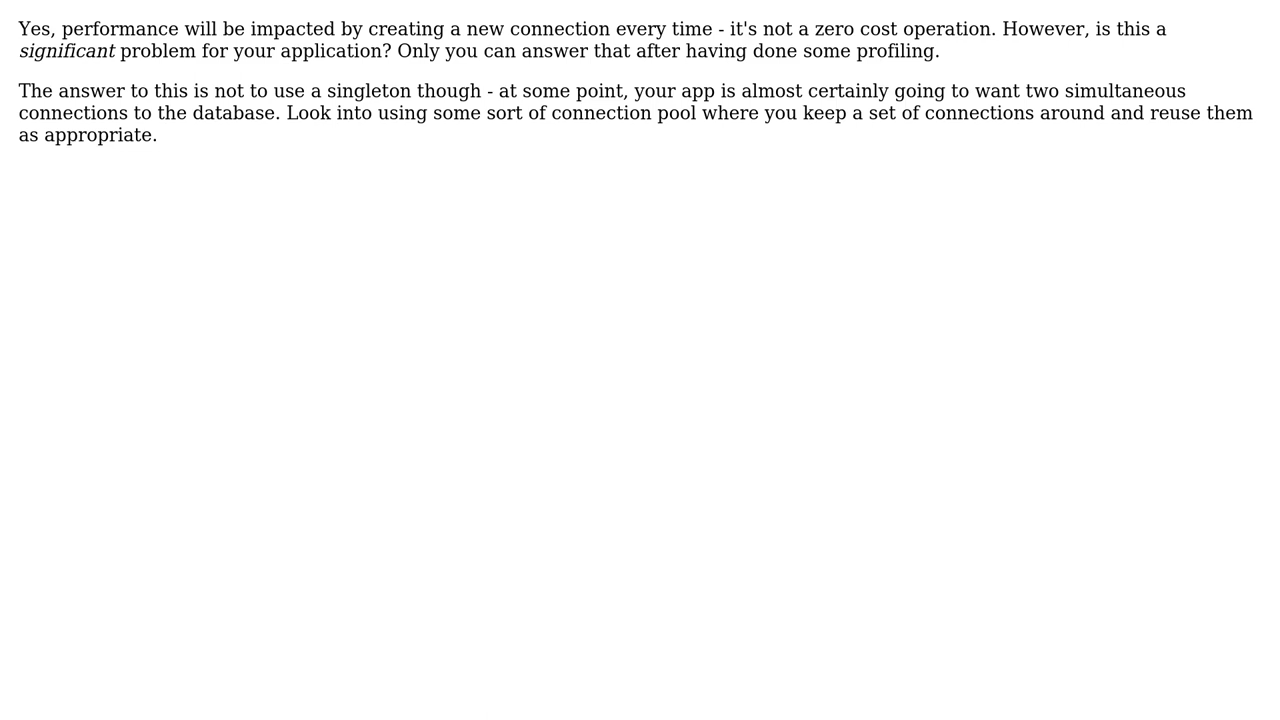 Yes, performance will be impacted by creating a new connection every time - it's not a zero cost operation. However, is this a
significant problem for your application? Only you can answer that after having done some profiling.
The answer to this is not to use a singleton though - at some point, your app is almost certainly going to want two simultaneous
connections to the database. Look into using some sort of connection pool where you keep a set of connections around and reuse them
as appropriate.